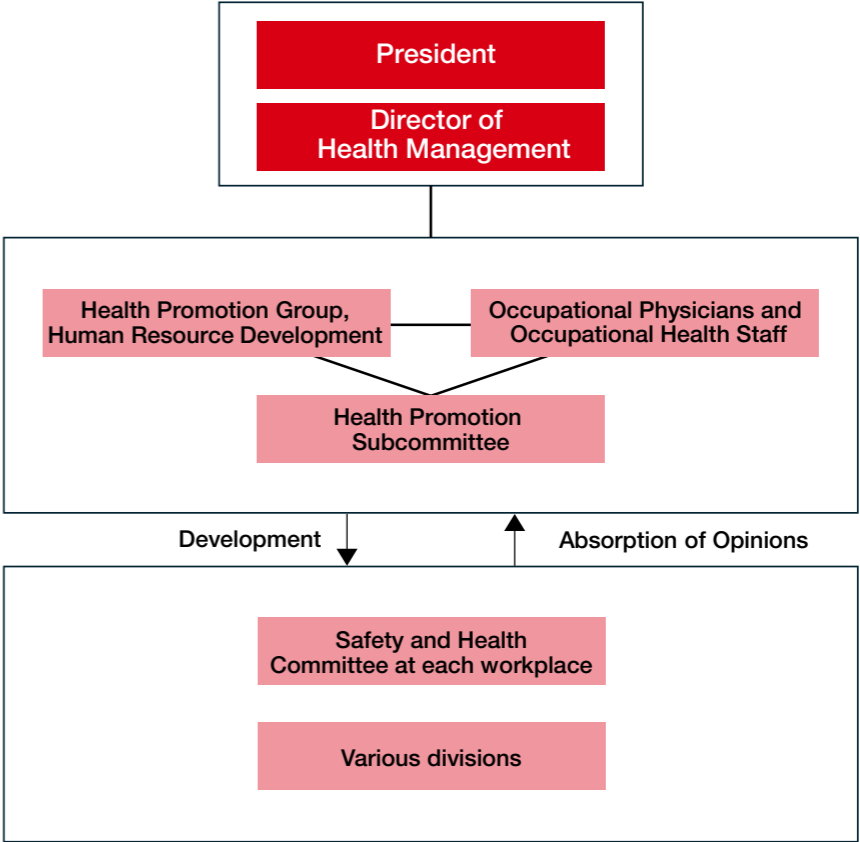 President
Director of
Health Management
Health Promotion Group,
Human Resource Development
Occupational Physicians and
Occupational Health Staff
Health Promotion
Subcommittee
Development
Absorption of Opinions
Safety and Health
Committee at each workplace
Various divisions